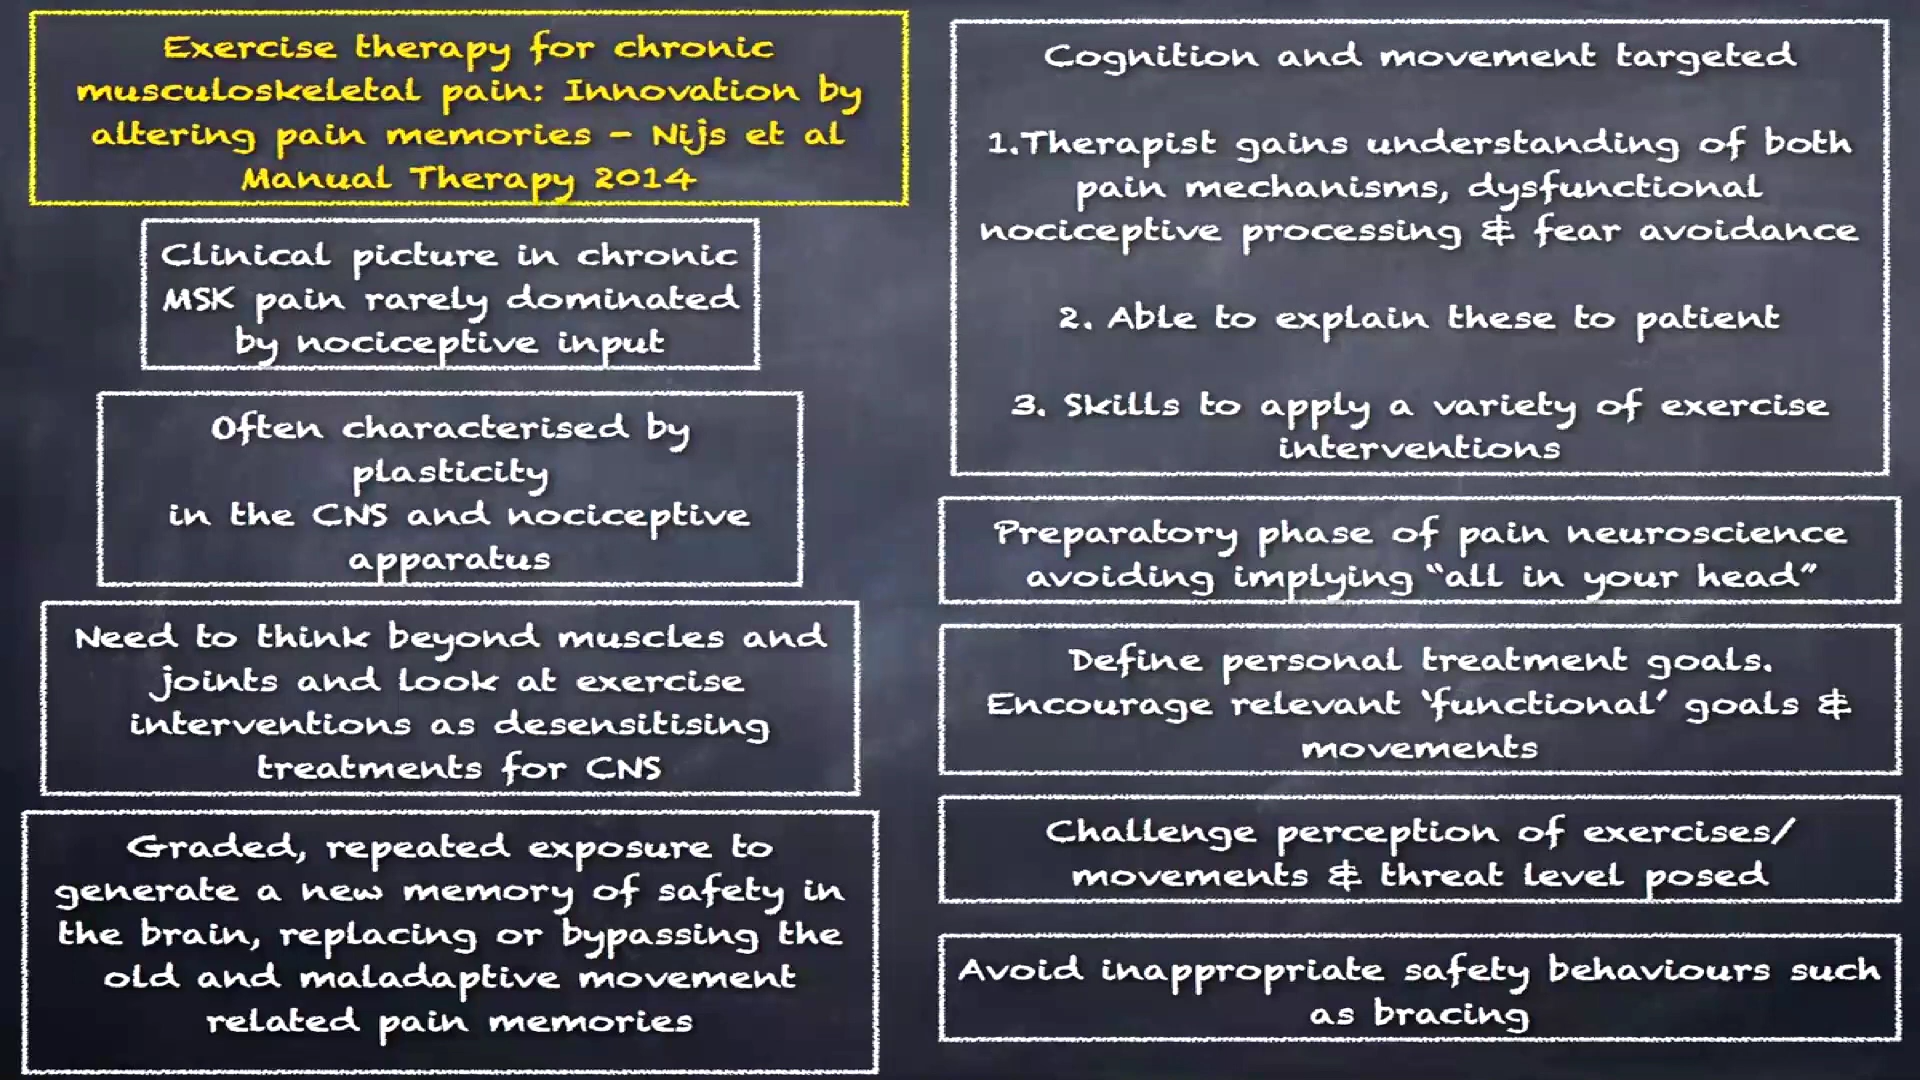 Exercise therapy for chronic
musculoskeletal pain: Innovation by
altering pain memories - Nijs et al
Manual Therapy 2014
Clinical picture in chronic
MSK pain rarely dominated
by nociceptive input
Often characterised by
plasticity
in the CNS and nociceptive
apparatus
Need to think beyond muscles and
joints and look at exercise
interventions as desensitising
treatments for CNS
Graded, repeated exposure to
generate a new memory of safety in
the brain, replacing or bypassing the
old and maladaptive movement
related pain memories
Cognition and movement targeted
1.Therapist gains understanding of both
pain mechanisms, dysfunctional
nociceptive processing & fear avoidance
2. Able to explain these to patient
3. Skills to apply a variety of exercise
interventions
Preparatory phase of pain neuroscience
avoiding implying “all in your head”
Define personal treatment goals.
Encourage relevant ‘functional’ goals &
movements
Challenge perception of exercises/
movements & threat level posed
Avoid inappropriate safety behaviours such
as bracing